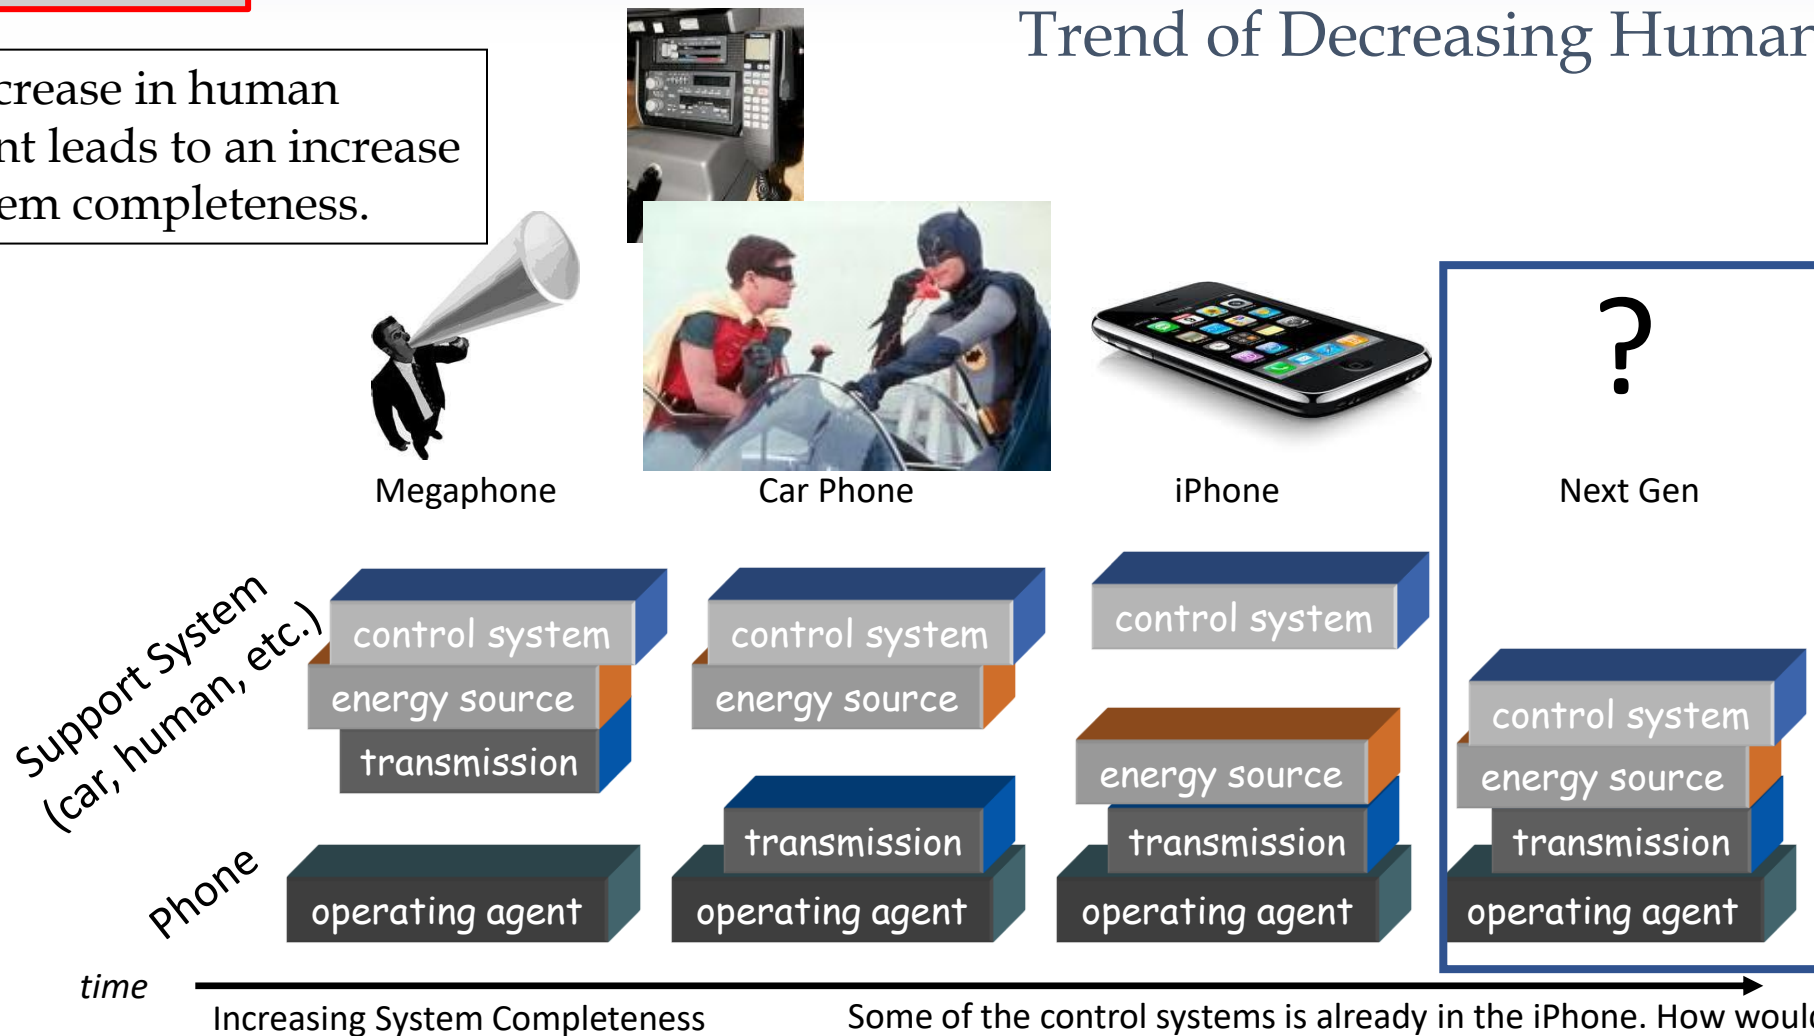 Trend of Decreasing Human
crease in human
nt leads to an increase
em completeness.
?
Megaphone
Car Phone
iPhone
Next Gen
Support System
(car, human, etc.)
control system
energy source
transmission
control system
energy source
control system
control system
energy source
transmission
energy source
transmission
transmission
Phone
operating agent
operating agent
operating agent
operating agent
time
Increasing System Completeness
Some of the control systems is already in the iPhone. How would